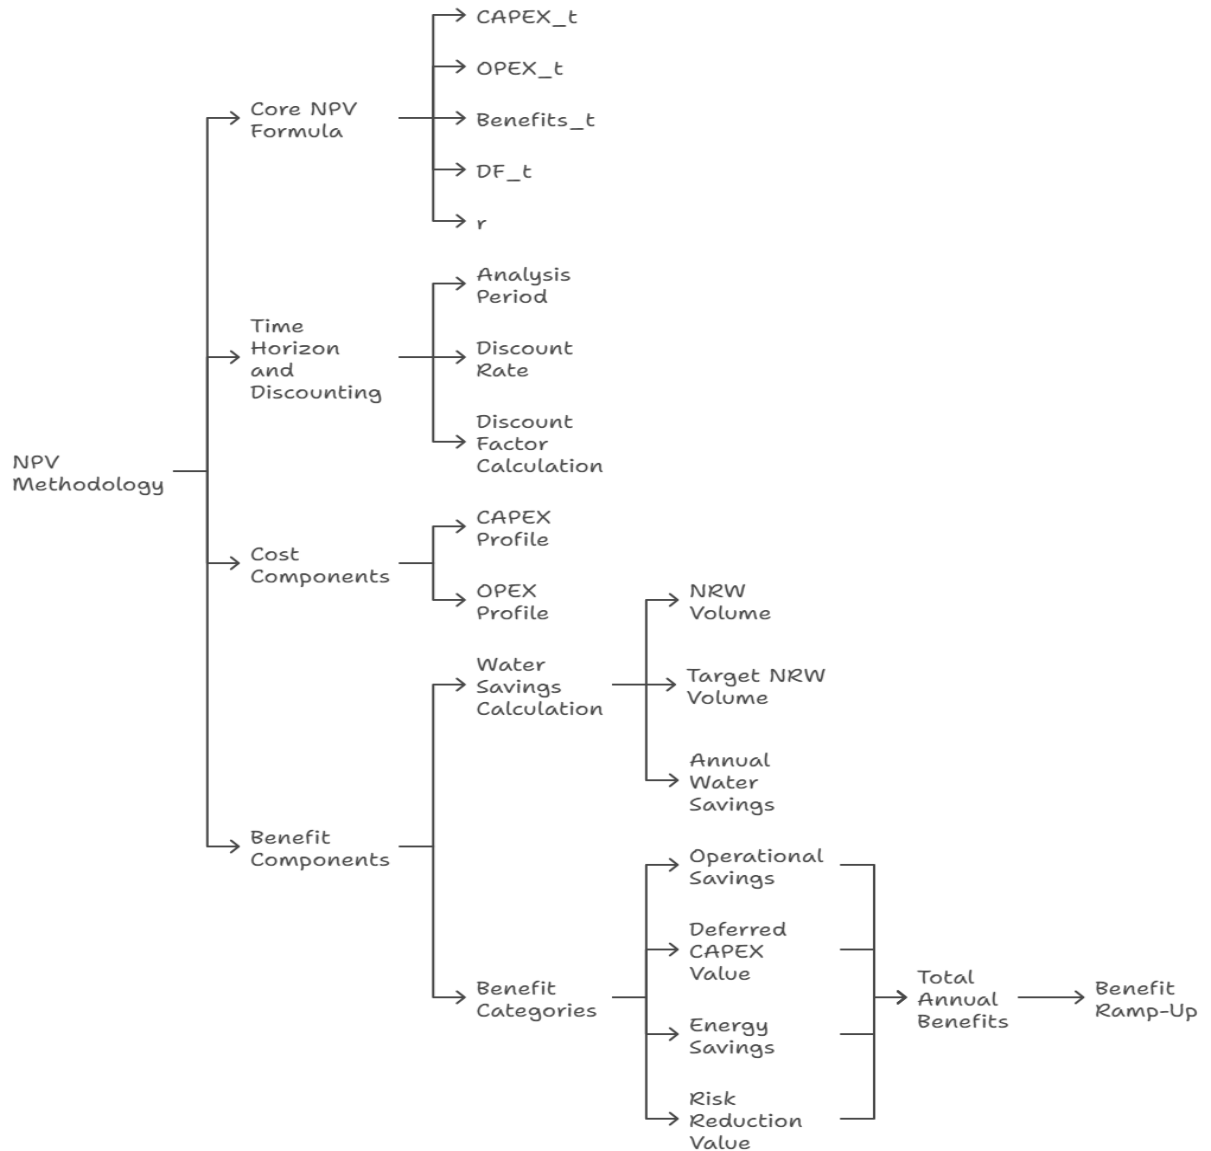 CAPEX_t
OPEX_t
Core NPV
Formula
Benefits_t
DF_t
r
Analysis
Period
Time
Horizon
and
Discounting
Discount
Rate
Discount
Factor
Calculation
NPV
Methodology
CAPEX
Profile
Cost
Components
OPEX
Profile
NRW
Volume
Water
Savings
Calculation
Target NRW
Volume
Annual
Water
Savings
Benefit
Components
Operational
Savings
Deferred
CAPEX
Value
Benefit
Categories
Energy
Savings
Risk
Reduction
Value
Total
Annual
Benefits
Benefit
Ramp-Up